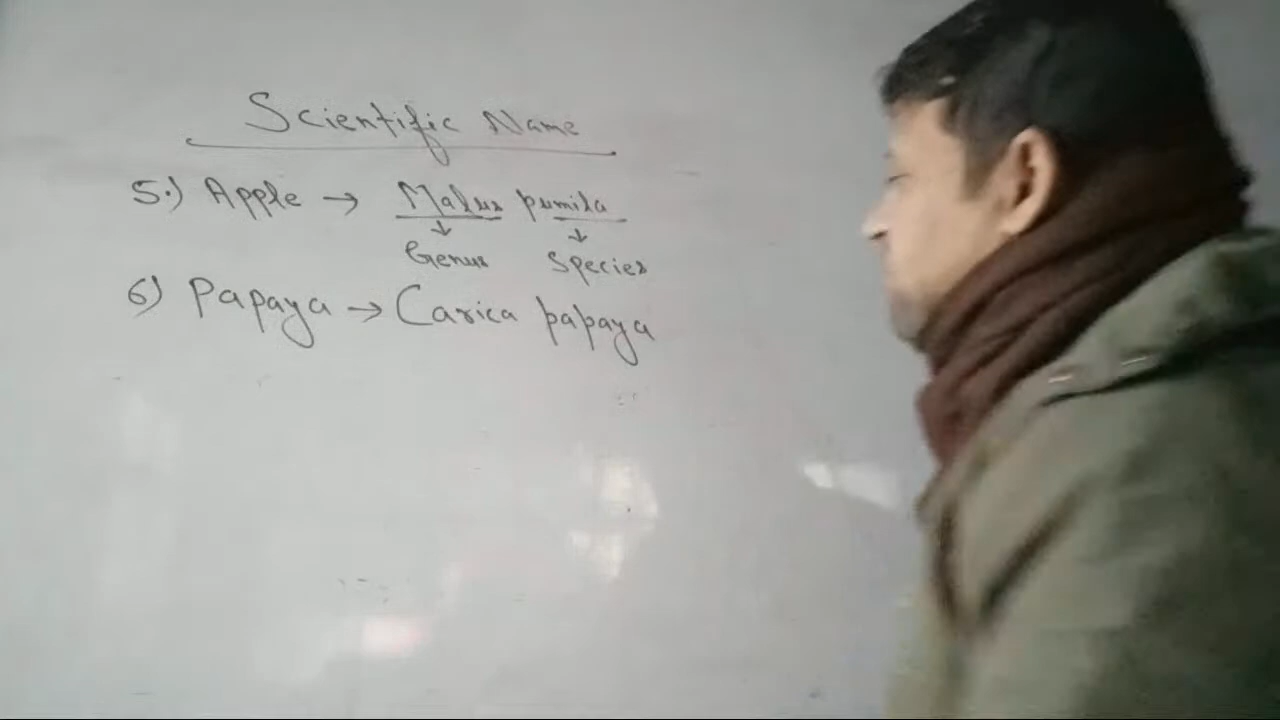 Scientific Name
5.) Apple → Malus pumila
↓ ↓
Genus Species
6) Papaya → Carica papaya